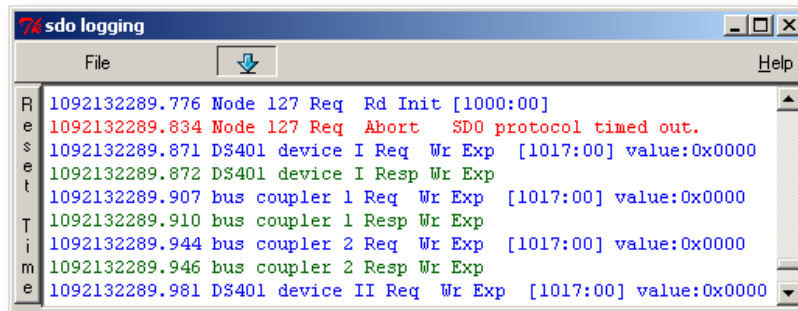 sdo logging
File Help
Reset Time
1092132289.776 Node 127 Req  Rd Init [1000:00]
1092132289.834 Node 127 Req  Abort   SDO protocol timed out.
1092132289.871 DS401 device I Req  Wr Exp  [1017:00] value:0x0000
1092132289.872 DS401 device I Resp Wr Exp
1092132289.907 bus coupler 1 Req  Wr Exp  [1017:00] value:0x0000
1092132289.910 bus coupler 1 Resp Wr Exp
1092132289.944 bus coupler 2 Req  Wr Exp  [1017:00] value:0x0000
1092132289.946 bus coupler 2 Resp Wr Exp
1092132289.981 DS401 device II Req  Wr Exp  [1017:00] value:0x0000